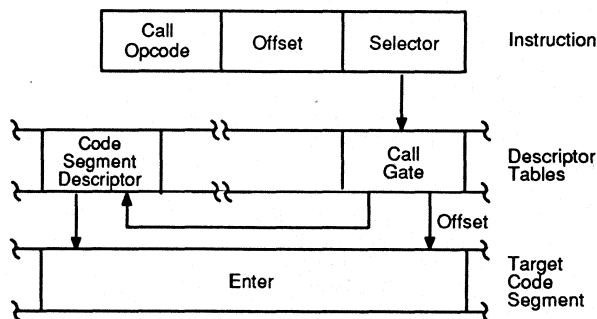 Call
Opcode
Offset
Selector
Instruction
Code
Segment
Descriptor
Call
Gate
Descriptor
Tables
Offset
Enter
Target
Code
Segment